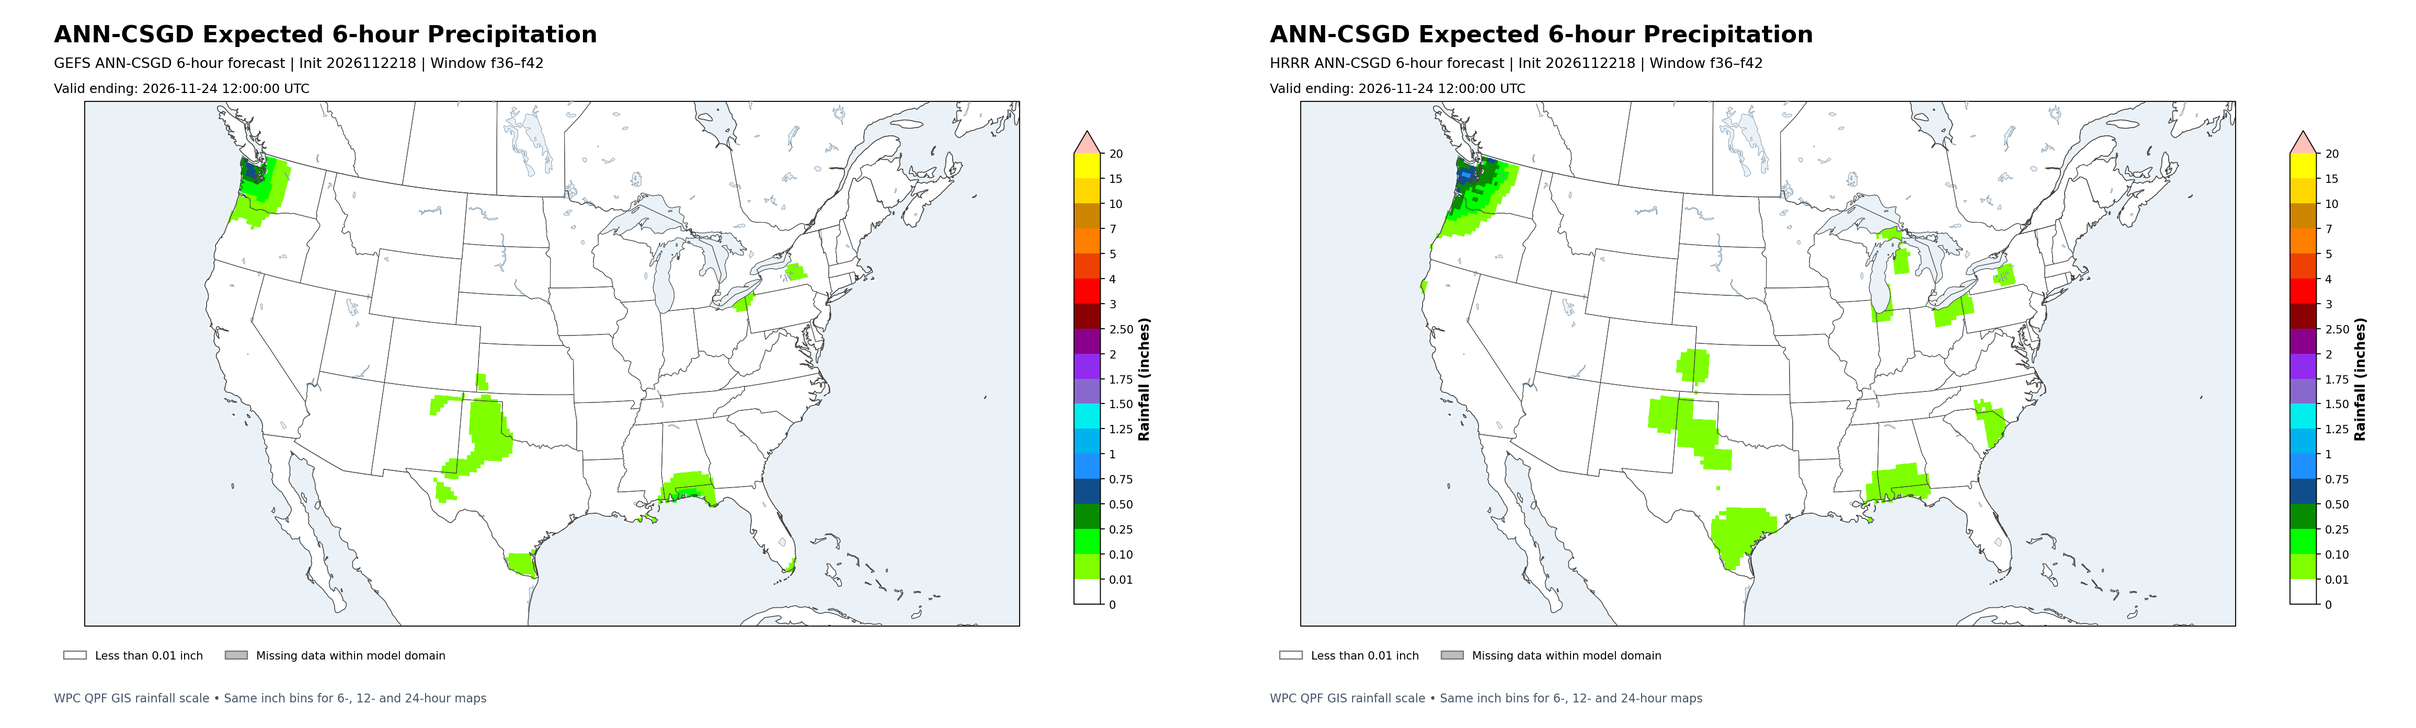 ANN-CSGD Expected 6-hour Precipitation
GEFS ANN-CSGD 6-hour forecast | Init 2026112218 | Window f36–f42
Valid ending: 2026-11-24 12:00:00 UTC
20
15
10
7
5
4
3
2.50
2
1.75
1.50
1.25
1
0.75
0.50
0.25
0.10
0.01
0
Rainfall (inches)
Less than 0.01 inch
Missing data within model domain
WPC QPF GIS rainfall scale • Same inch bins for 6-, 12- and 24-hour maps
ANN-CSGD Expected 6-hour Precipitation
HRRR ANN-CSGD 6-hour forecast | Init 2026112218 | Window f36–f42
Valid ending: 2026-11-24 12:00:00 UTC
20
15
10
7
5
4
3
2.50
2
1.75
1.50
1.25
1
0.75
0.50
0.25
0.10
0.01
0
Rainfall (inches)
Less than 0.01 inch
Missing data within model domain
WPC QPF GIS rainfall scale • Same inch bins for 6-, 12- and 24-hour maps